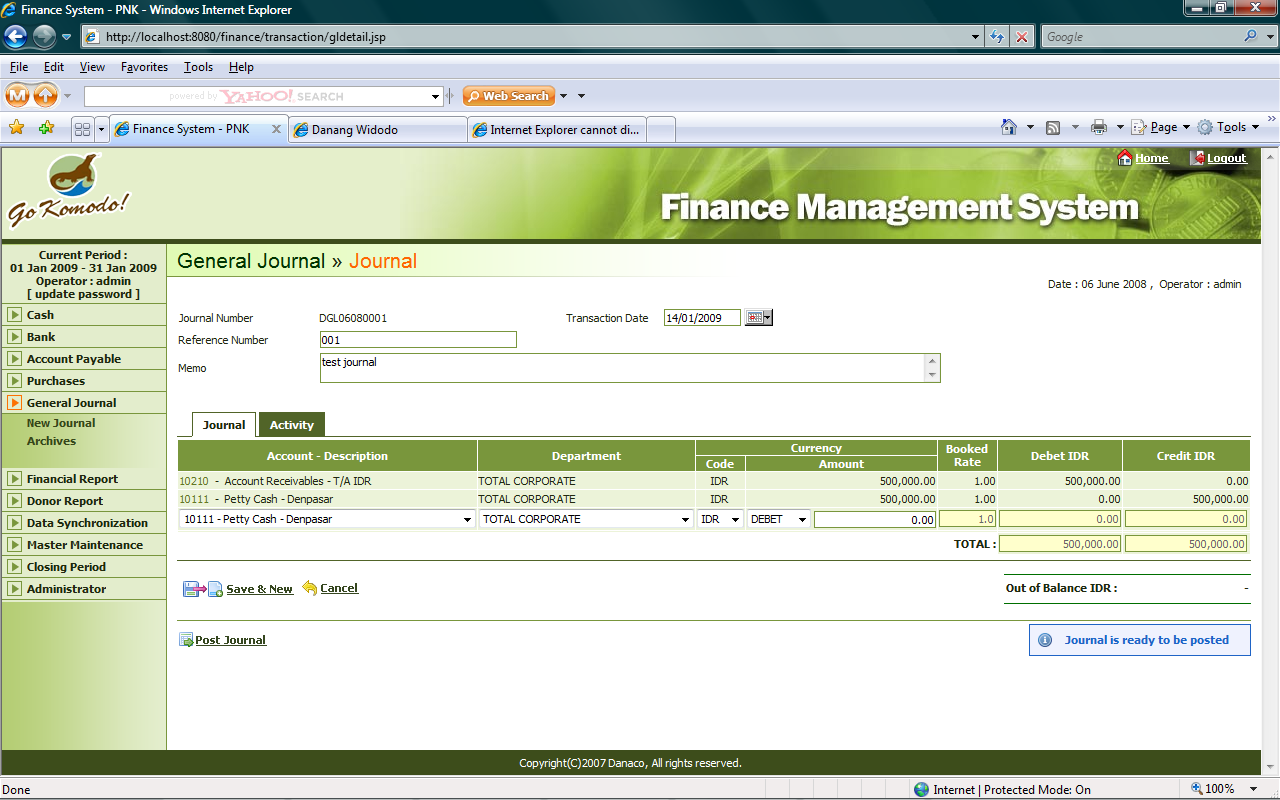 Finance System - PNK - Windows Internet Explorer
http://localhost:8080/finance/transaction/gldetail.jsp
Google
File Edit View Favorites Tools Help
M
powered by YAHOO! SEARCH
Web Search
Finance System - PNK
Danang Widodo
Internet Explorer cannot di...
Page Tools
Go Komodo!
Home Logout
Finance Management System
Current Period :
01 Jan 2009 - 31 Jan 2009
Operator : admin
[ update password ]
Cash
Bank
Account Payable
Purchases
General Journal
New Journal
Archives
Financial Report
Donor Report
Data Synchronization
Master Maintenance
Closing Period
Administrator
General Journal » Journal
Date : 06 June 2008 , Operator : admin
Journal Number DGL06080001 Transaction Date 14/01/2009
Reference Number 001
Memo test journal
Journal Activity
Account - Description Department Currency Booked Rate Debet IDR Credit IDR
Code Amount
10210 - Account Receivables - T/A IDR TOTAL CORPORATE IDR 500,000.00 1.00 500,000.00 0.00
10111 - Petty Cash - Denpasar TOTAL CORPORATE IDR 500,000.00 1.00 0.00 500,000.00
10111 - Petty Cash - Denpasar TOTAL CORPORATE IDR DEBET 0.00 1.0 0.00 0.00
TOTAL : 500,000.00 500,000.00
Save & New Cancel
Out of Balance IDR : -
Post Journal
Journal is ready to be posted
Copyright(C)2007 Danaco, All rights reserved.
Done
Internet | Protected Mode: On
100%